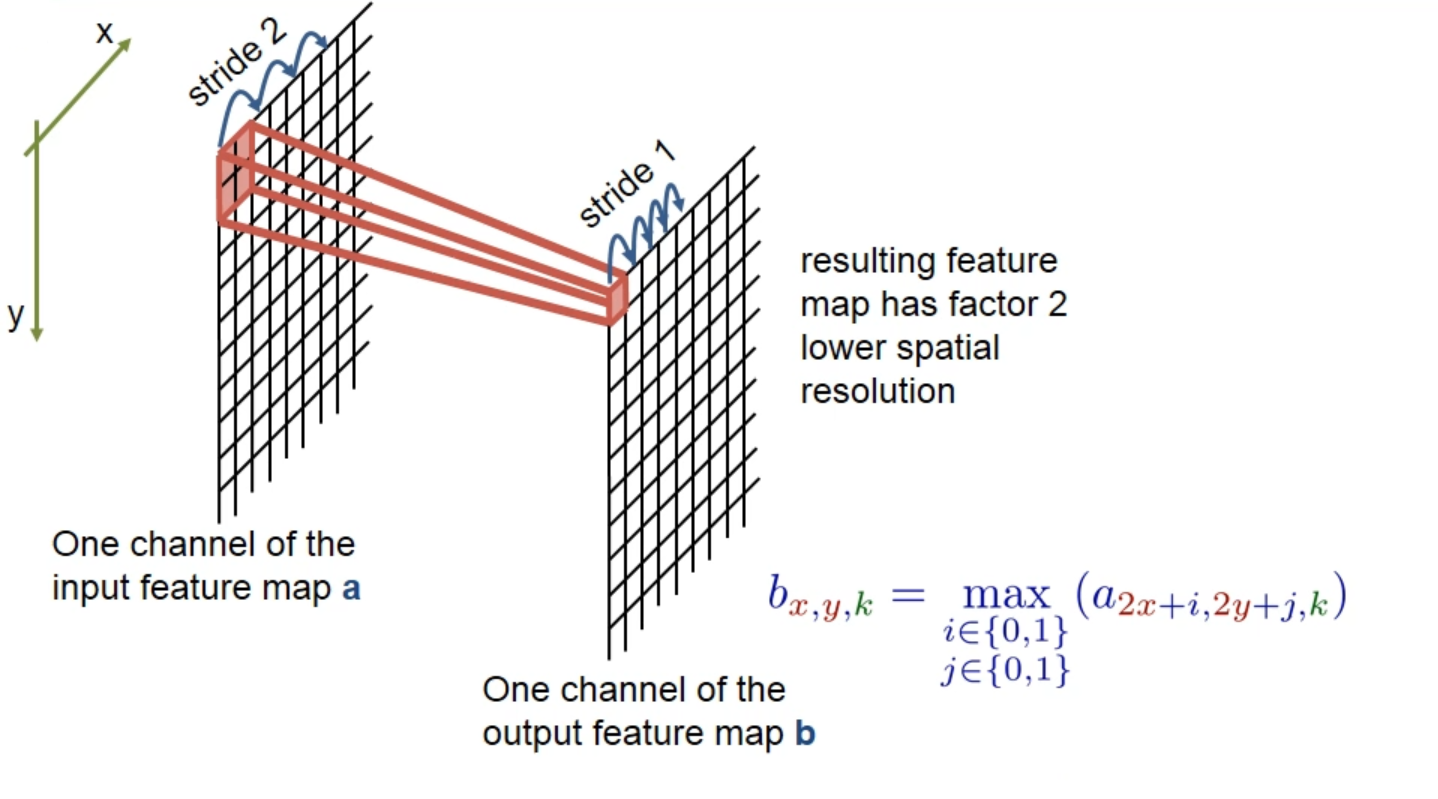 x
stride 2
y
stride 1
resulting feature
map has factor 2
lower spatial
resolution
One channel of the
input feature map a
b_{x,y,k} = max_{i∈{0,1} j∈{0,1}} (a_{2x+i,2y+j,k})
One channel of the
output feature map b